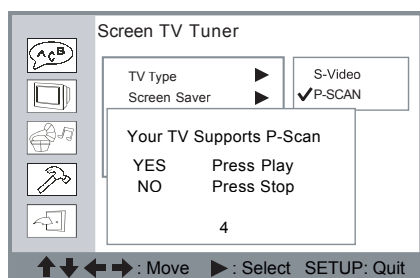 Screen TV Tuner
ACB
TV Type
S-Video
Screen Saver
P-SCAN
Your TV Supports P-Scan
YES Press Play
NO Press Stop
4
: Move : Select SETUP: Quit